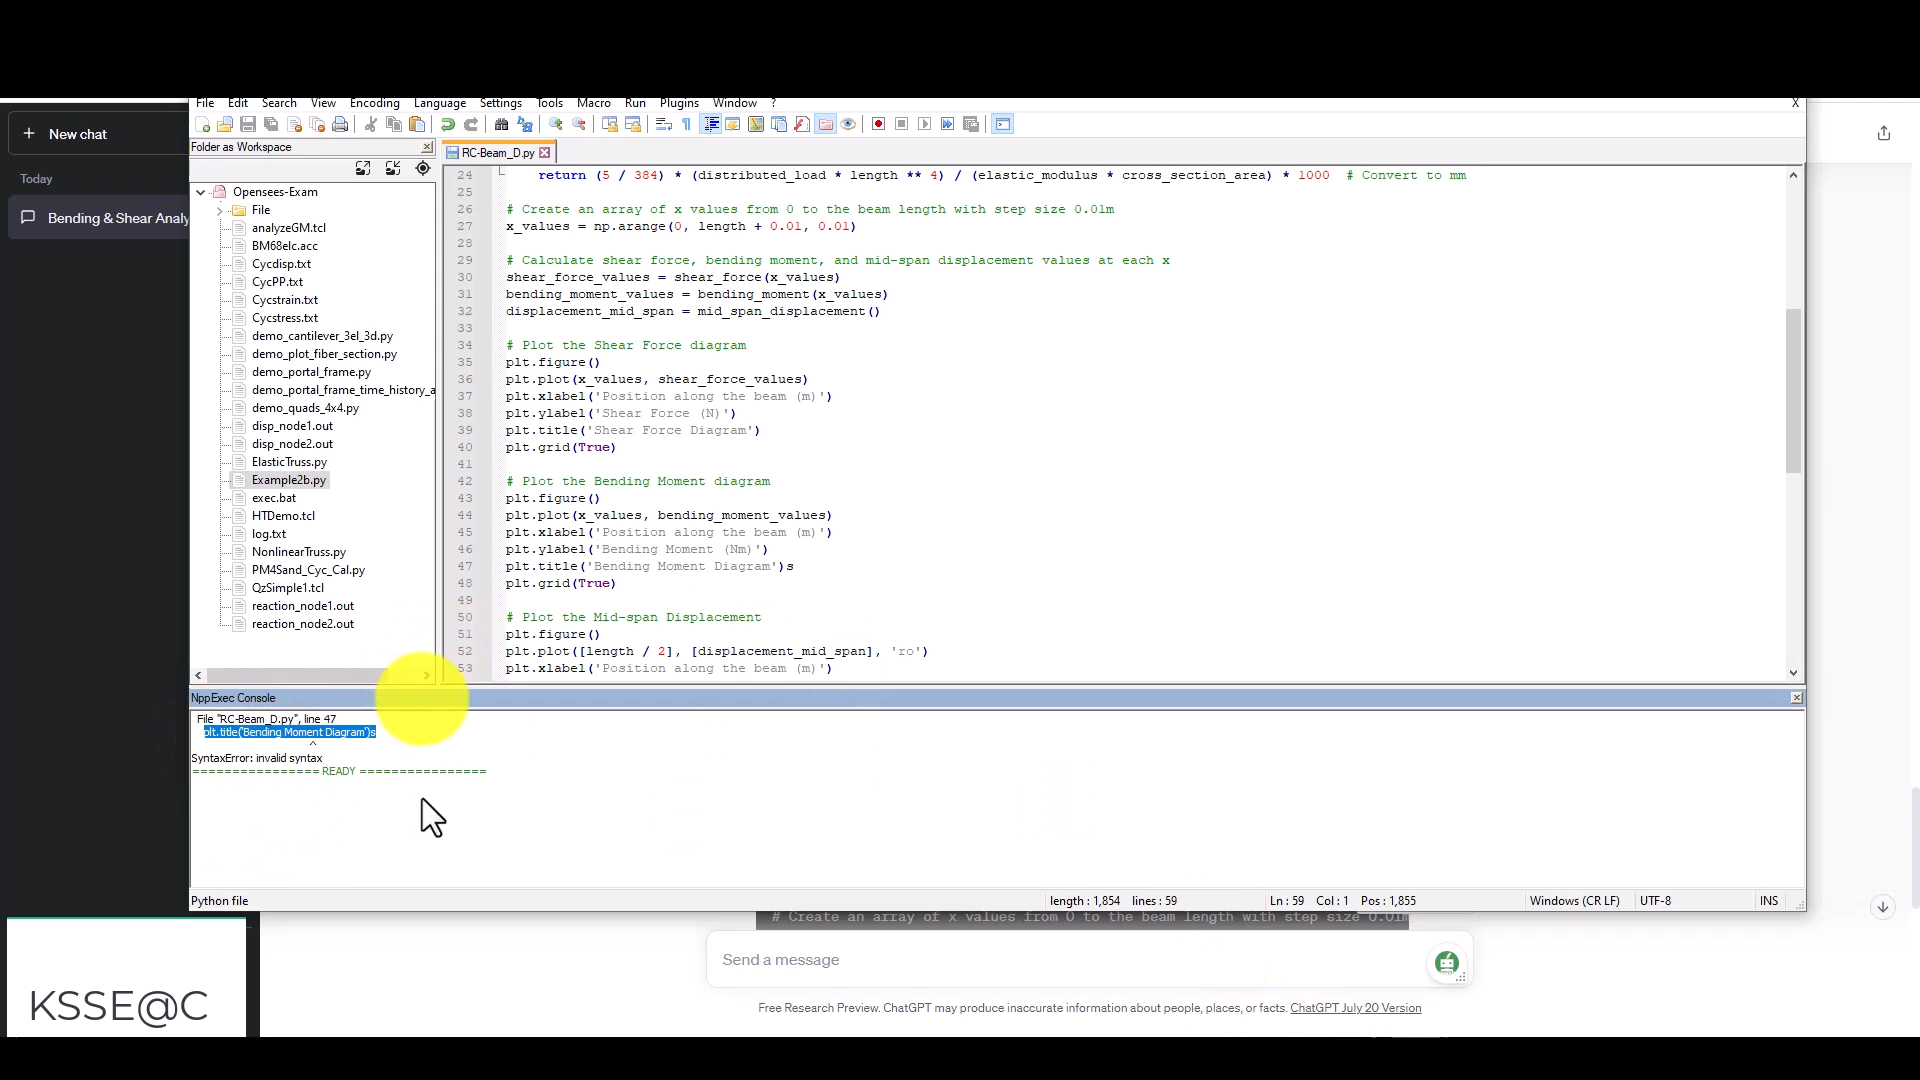 File Edit Search View Encoding Language Settings Tools Macro Run Plugins Window ? X
New chat
Today
Bending & Shear Analy
Folder as Workspace
Opensees-Exam
File
analyzeGM.tcl
BM68elc.acc
Cycdisp.txt
CycPP.txt
Cycstrain.txt
Cycstress.txt
demo_cantilever_3el_3d.py
demo_plot_fiber_section.py
demo_portal_frame.py
demo_portal_frame_time_history_a
demo_quads_4x4.py
disp_node1.out
disp_node2.out
ElasticTruss.py
Example2b.py
exec.bat
HTDemo.tcl
log.txt
NonlinearTruss.py
PM4Sand_Cyc_Cal.py
QzSimple1.tcl
reaction_node1.out
reaction_node2.out
RC-Beam_D.py
24 return (5 / 384) * (distributed_load * length ** 4) / (elastic_modulus * cross_section_area) * 1000 # Convert to mm
25
26 # Create an array of x values from 0 to the beam length with step size 0.01m
27 x_values = np.arange(0, length + 0.01, 0.01)
28
29 # Calculate shear force, bending moment, and mid-span displacement values at each x
30 shear_force_values = shear_force(x_values)
31 bending_moment_values = bending_moment(x_values)
32 displacement_mid_span = mid_span_displacement()
33
34 # Plot the Shear Force diagram
35 plt.figure()
36 plt.plot(x_values, shear_force_values)
37 plt.xlabel('Position along the beam (m)')
38 plt.ylabel('Shear Force (N)')
39 plt.title('Shear Force Diagram')
40 plt.grid(True)
41
42 # Plot the Bending Moment diagram
43 plt.figure()
44 plt.plot(x_values, bending_moment_values)
45 plt.xlabel('Position along the beam (m)')
46 plt.ylabel('Bending Moment (Nm)')
47 plt.title('Bending Moment Diagram')s
48 plt.grid(True)
49
50 # Plot the Mid-span Displacement
51 plt.figure()
52 plt.plot([length / 2], [displacement_mid_span], 'ro')
53 plt.xlabel('Position along the beam (m)')
NppExec Console
File "RC-Beam_D.py", line 47
plt.title('Bending Moment Diagram')s
^
SyntaxError: invalid syntax
================ READY ================
Python file length : 1,854 lines : 59 Ln : 59 Col : 1 Pos : 1,855 Windows (CR LF) UTF-8 INS
# Create an array of x values from 0 to the beam length with step size 0.01m
Send a message
Free Research Preview. ChatGPT may produce inaccurate information about people, places, or facts. ChatGPT July 20 Version
KSSE@C